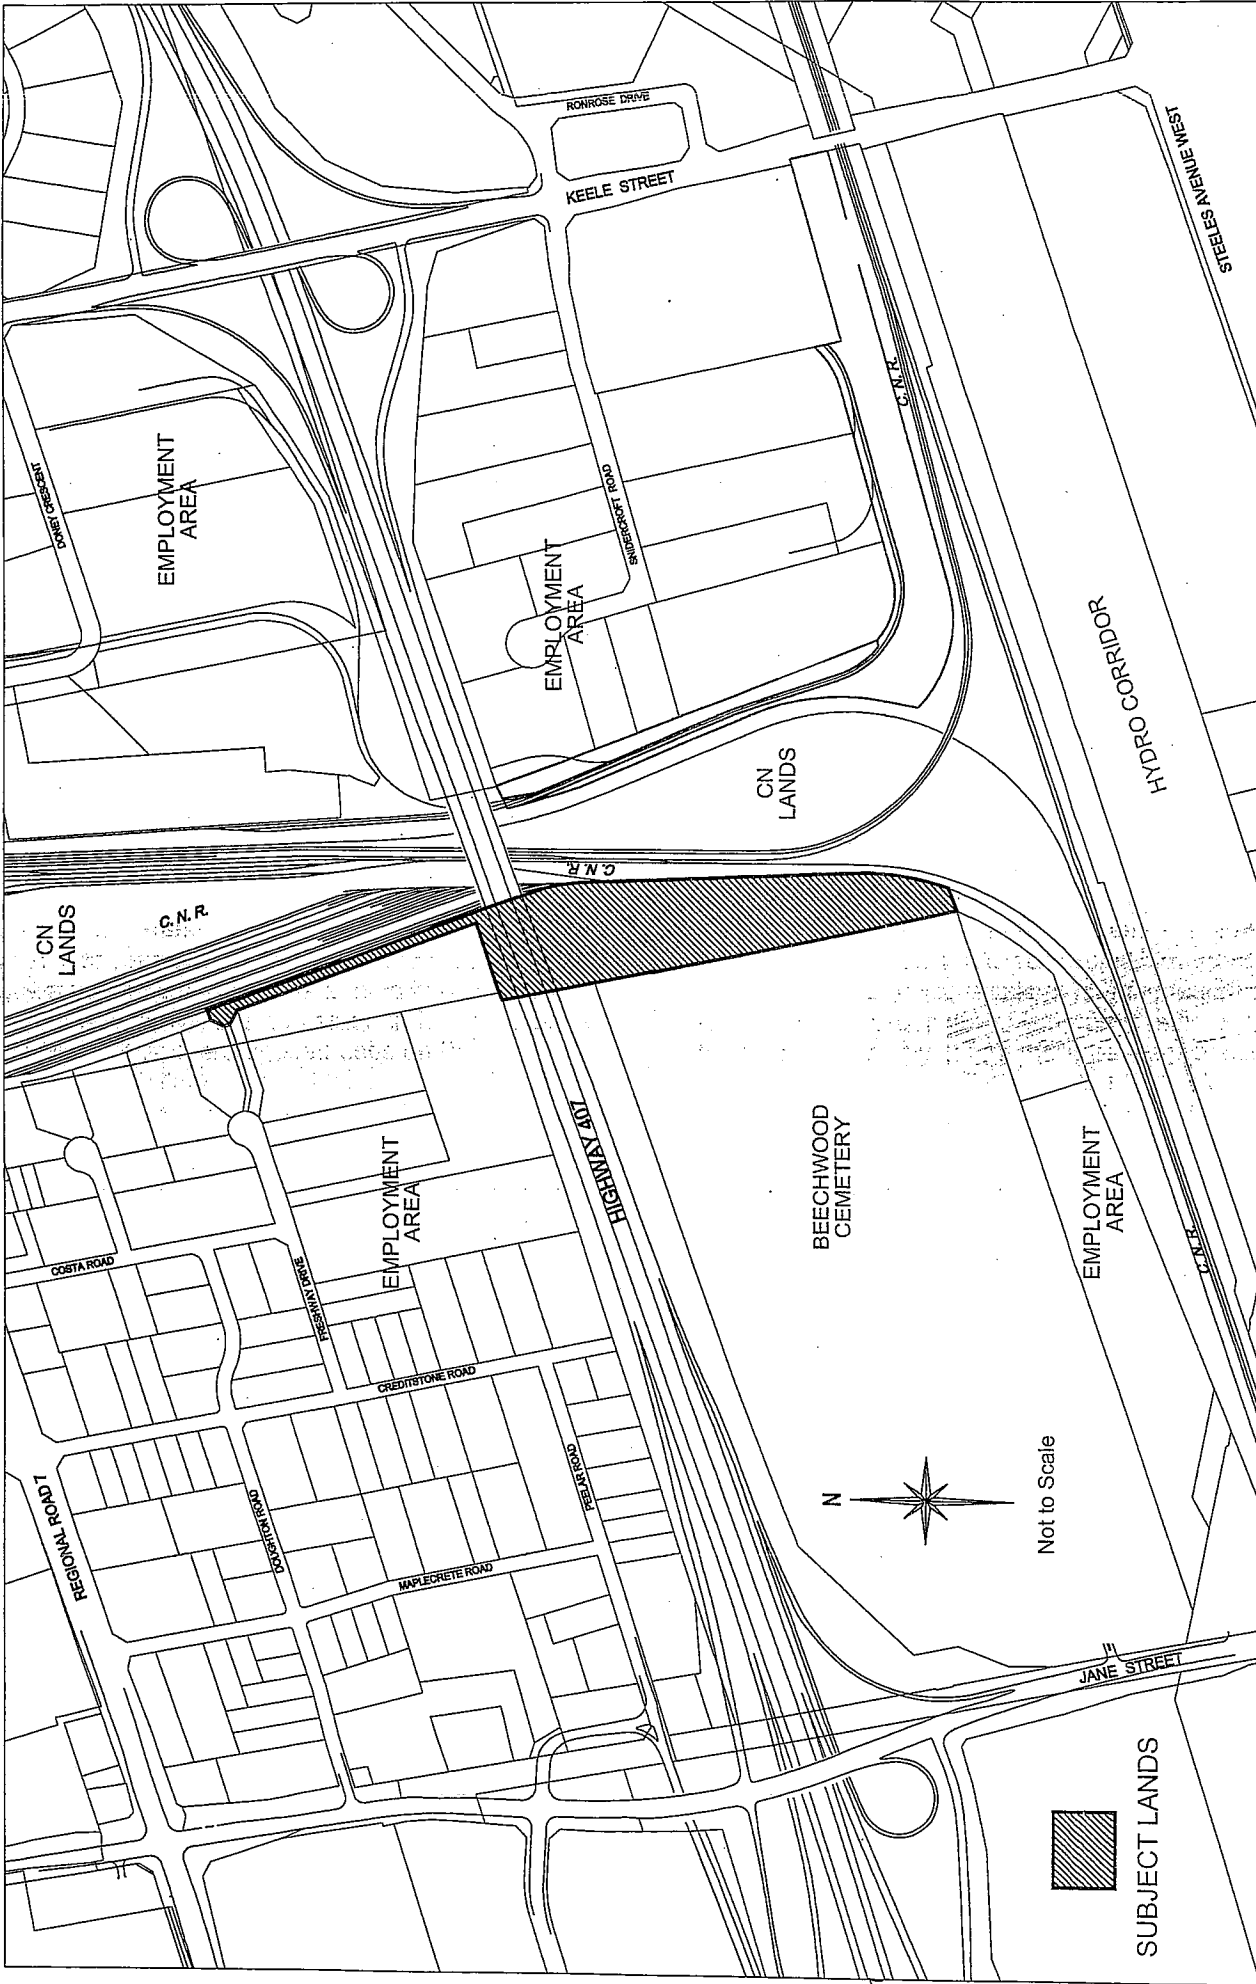 REGIONAL ROAD 7
COSTA ROAD
CN
LANDS
C. N. R.
DONEY CRESCENT
EMPLOYMENT
AREA
DOUGHTON ROAD
FRESHWAY DRIVE
MAPLECRETE ROAD
CREDITSTONE ROAD
EMPLOYMENT
AREA
PEELAR ROAD
HIGHWAY 407
C. N. R.
EMPLOYMENT
AREA
SNIDERCROFT ROAD
KEELE STREET
RONROSE DRIVE
BEECHWOOD
CEMETERY
CN
LANDS
C. N. R.
N
Not to Scale
JANE STREET
EMPLOYMENT
AREA
C. N. R.
HYDRO CORRIDOR
STEELES AVENUE WEST
SUBJECT LANDS